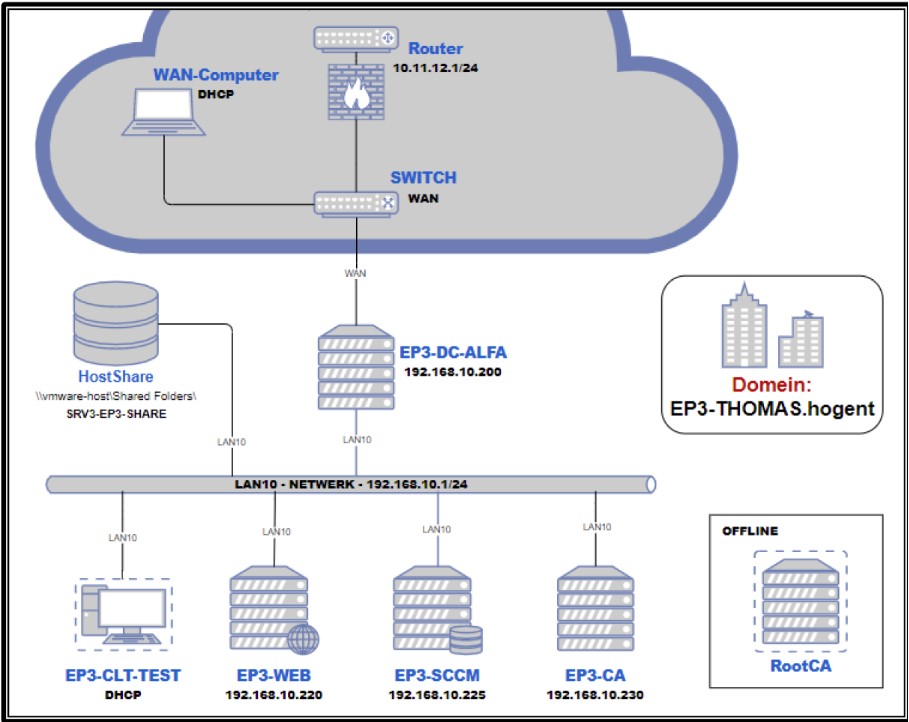 Router
10.11.12.1/24
WAN-Computer
DHCP
SWITCH
WAN
WAN
HostShare
\\vmware-host\Shared Folders\
SRV3-EP3-SHARE
EP3-DC-ALFA
192.168.10.200
Domein:
EP3-THOMAS.hogent
LAN10
LAN10
LAN10 - NETWERK - 192.168.10.1/24
LAN10
LAN10
LAN10
LAN10
EP3-CLT-TEST
DHCP
EP3-WEB
192.168.10.220
EP3-SCCM
192.168.10.225
EP3-CA
192.168.10.230
OFFLINE
RootCA